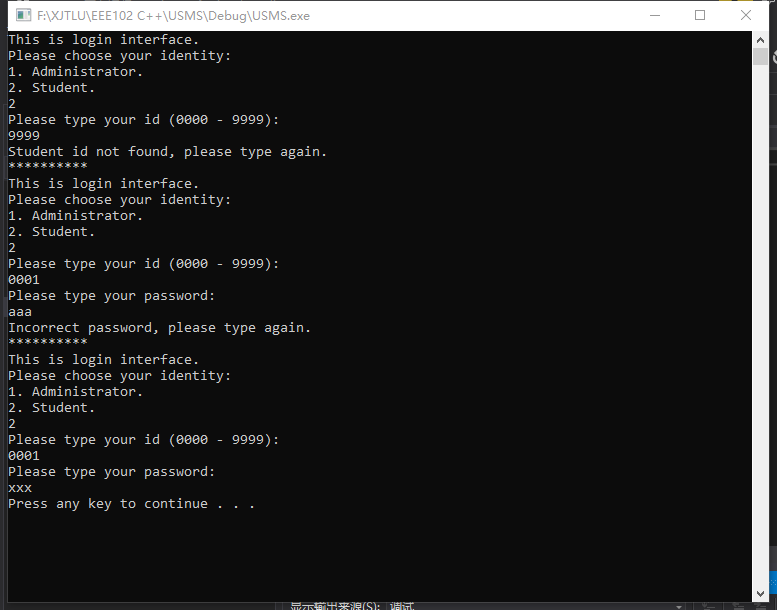 F:\XJTLU\EEE102 C++\USMS\Debug\USMS.exe
This is login interface.
Please choose your identity:
1. Administrator.
2. Student.
2
Please type your id (0000 - 9999):
9999
Student id not found, please type again.
**********
This is login interface.
Please choose your identity:
1. Administrator.
2. Student.
2
Please type your id (0000 - 9999):
0001
Please type your password:
aaa
Incorrect password, please type again.
**********
This is login interface.
Please choose your identity:
1. Administrator.
2. Student.
2
Please type your id (0000 - 9999):
0001
Please type your password:
xxx
Press any key to continue . . .
显示输出来源(S): 调试